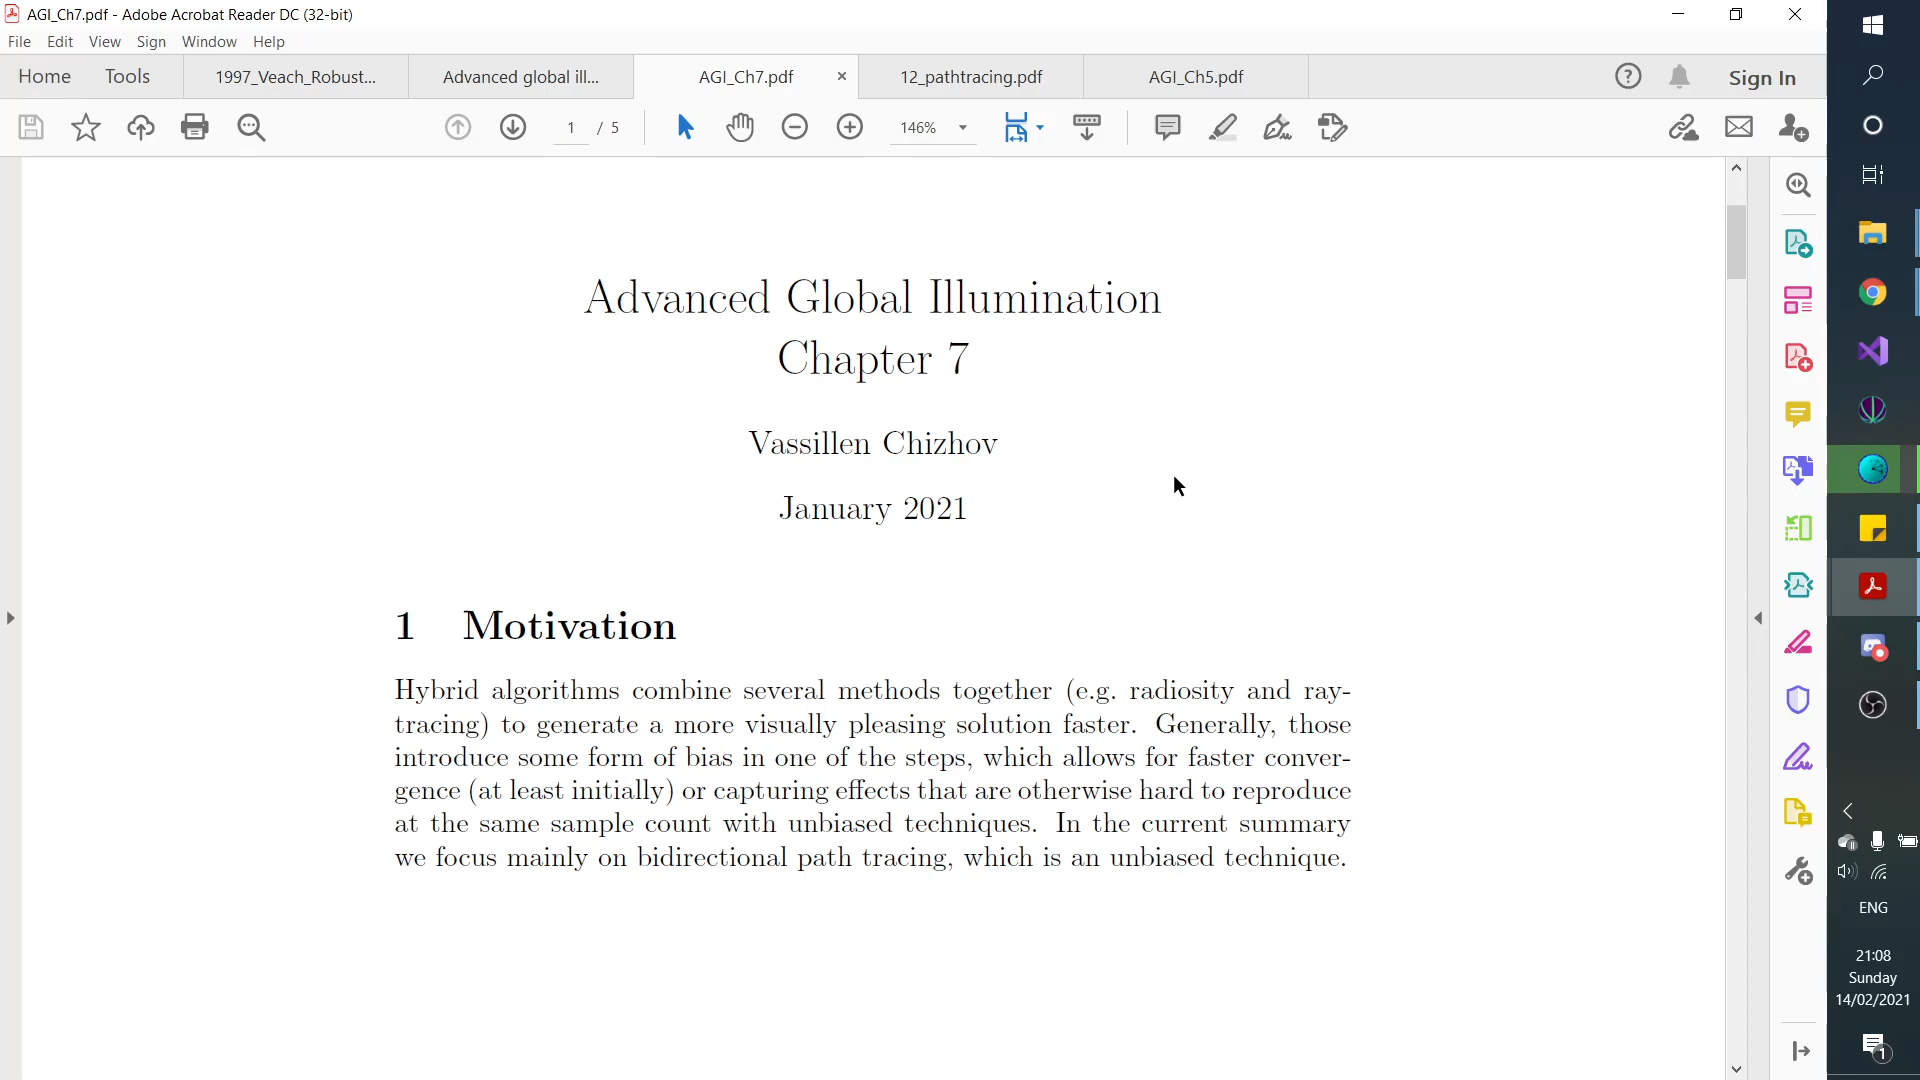 AGI_Ch7.pdf - Adobe Acrobat Reader DC (32-bit)
File Edit View Sign Window Help
Home Tools 1997_Veach_Robust... Advanced global ill... AGI_Ch7.pdf × 12_pathtracing.pdf AGI_Ch5.pdf Sign In
1 / 5 146%
Advanced Global Illumination
Chapter 7
Vassillen Chizhov
January 2021
1 Motivation
Hybrid algorithms combine several methods together (e.g. radiosity and ray-
tracing) to generate a more visually pleasing solution faster. Generally, those
introduce some form of bias in one of the steps, which allows for faster conver-
gence (at least initially) or capturing effects that are otherwise hard to reproduce
at the same sample count with unbiased techniques. In the current summary
we focus mainly on bidirectional path tracing, which is an unbiased technique.
ENG
21:08
Sunday
14/02/2021
1